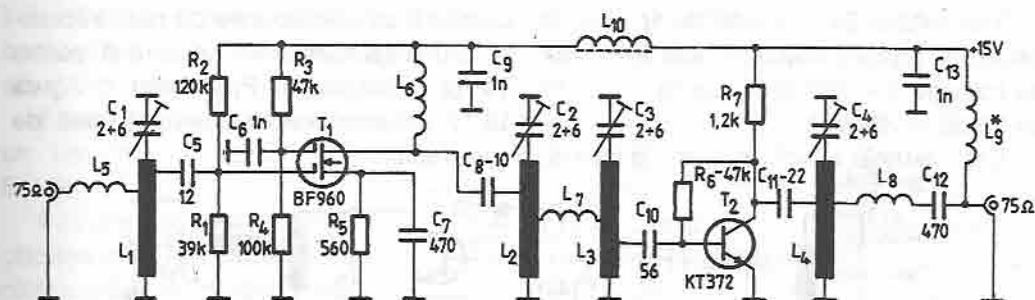 L10
+15V
R2
120k
R3
47k
L6
C9
1n
C13
1n
L9*
C1
2÷6
C6 1n
T1
C2
2÷6
C3
2÷6
R7
1,2k
C4
2÷6
L5
C5
12
BF960
C8-10
R6-47k
C11-22
L8
C12
470
75Ω
75Ω
L1
R1
39k
R4
100k
R5
560
C7
470
L2
L7
L3
C10
56
T2
KT372
L4